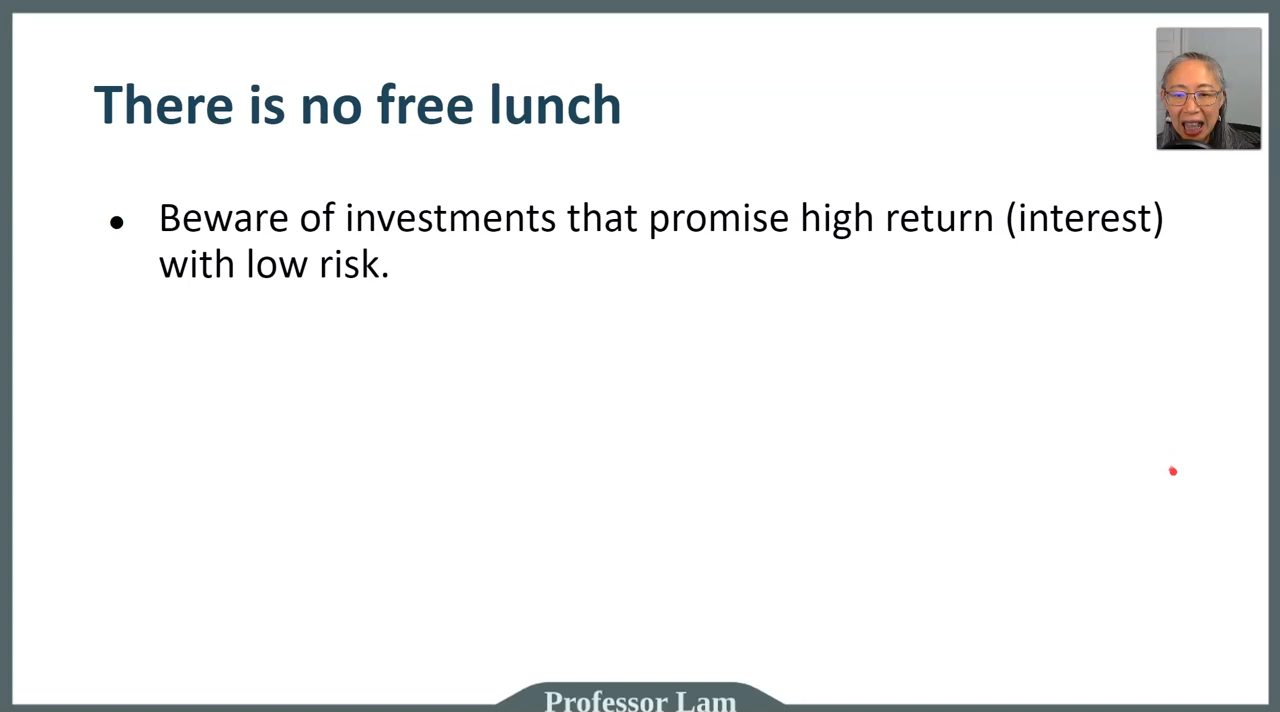 There is no free lunch
● Beware of investments that promise high return (interest)
with low risk.
Professor Lam